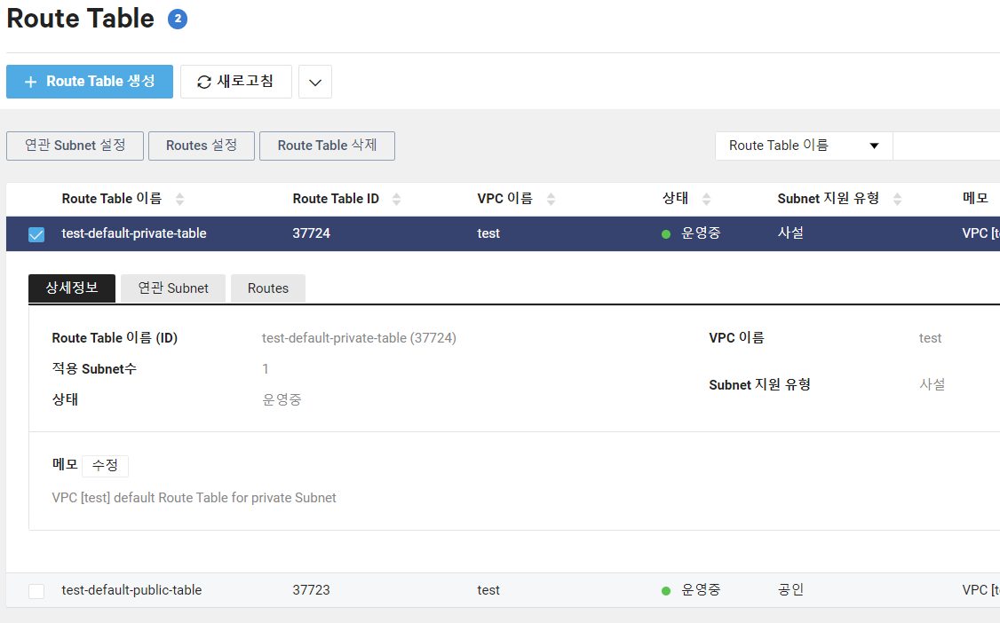 Route Table 2
+ Route Table 생성 새로고침
연관 Subnet 설정 Routes 설정 Route Table 삭제 Route Table 이름
Route Table 이름 Route Table ID VPC 이름 상태 Subnet 지원 유형 메모
test-default-private-table 37724 test 운영중 사설 VPC [t
상세정보 연관 Subnet Routes
Route Table 이름 (ID) test-default-private-table (37724) VPC 이름 test
적용 Subnet수 1
Subnet 지원 유형 사설
상태 운영중
메모 수정
VPC [test] default Route Table for private Subnet
test-default-public-table 37723 test 운영중 공인 VPC [t